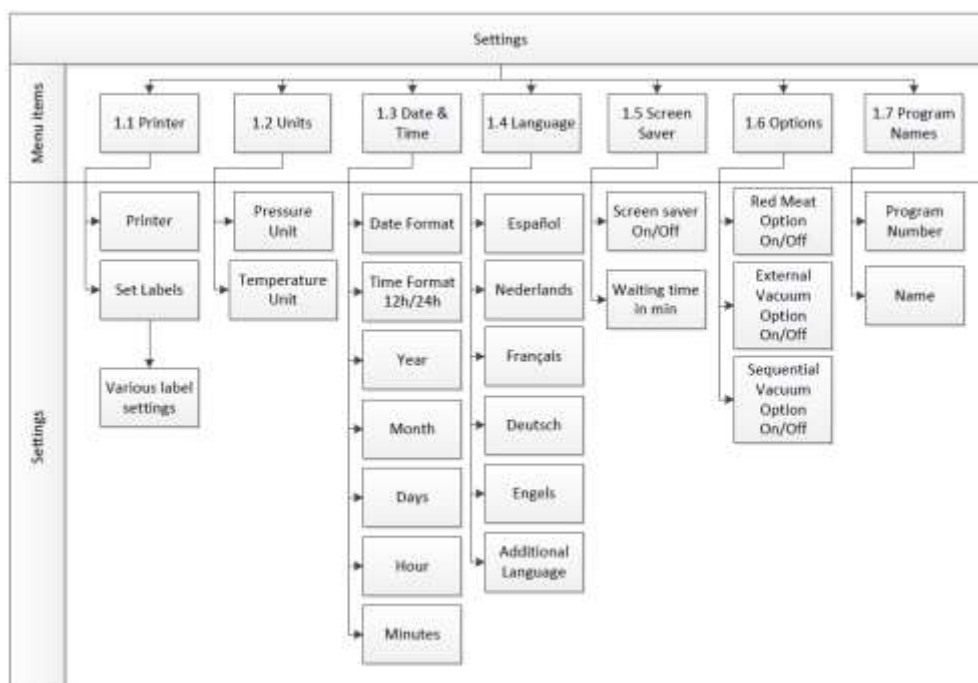 Settings
Menu items
1.1 Printer
1.2 Units
1.3 Date &
Time
1.4 Language
1.5 Screen
Saver
1.6 Options
1.7 Program
Names
Settings
Printer
Set Labels
Various label
settings
Pressure
Unit
Temperature
Unit
Date Format
Time Format
12h/24h
Year
Month
Days
Hour
Minutes
Español
Nederlands
Français
Deutsch
Engels
Additional
Language
Screen saver
On/Off
Waiting time
in min
Red Meat
Option
On/Off
External
Vacuum
Option
On/Off
Sequential
Vacuum
Option
On/Off
Program
Number
Name